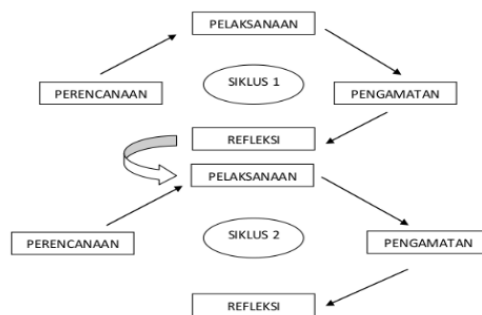 PELAKSANAAN
SIKLUS 1
PERENCANAAN
PENGAMATAN
REFLEKSI
PELAKSANAAN
SIKLUS 2
PERENCANAAN
PENGAMATAN
REFLEKSI